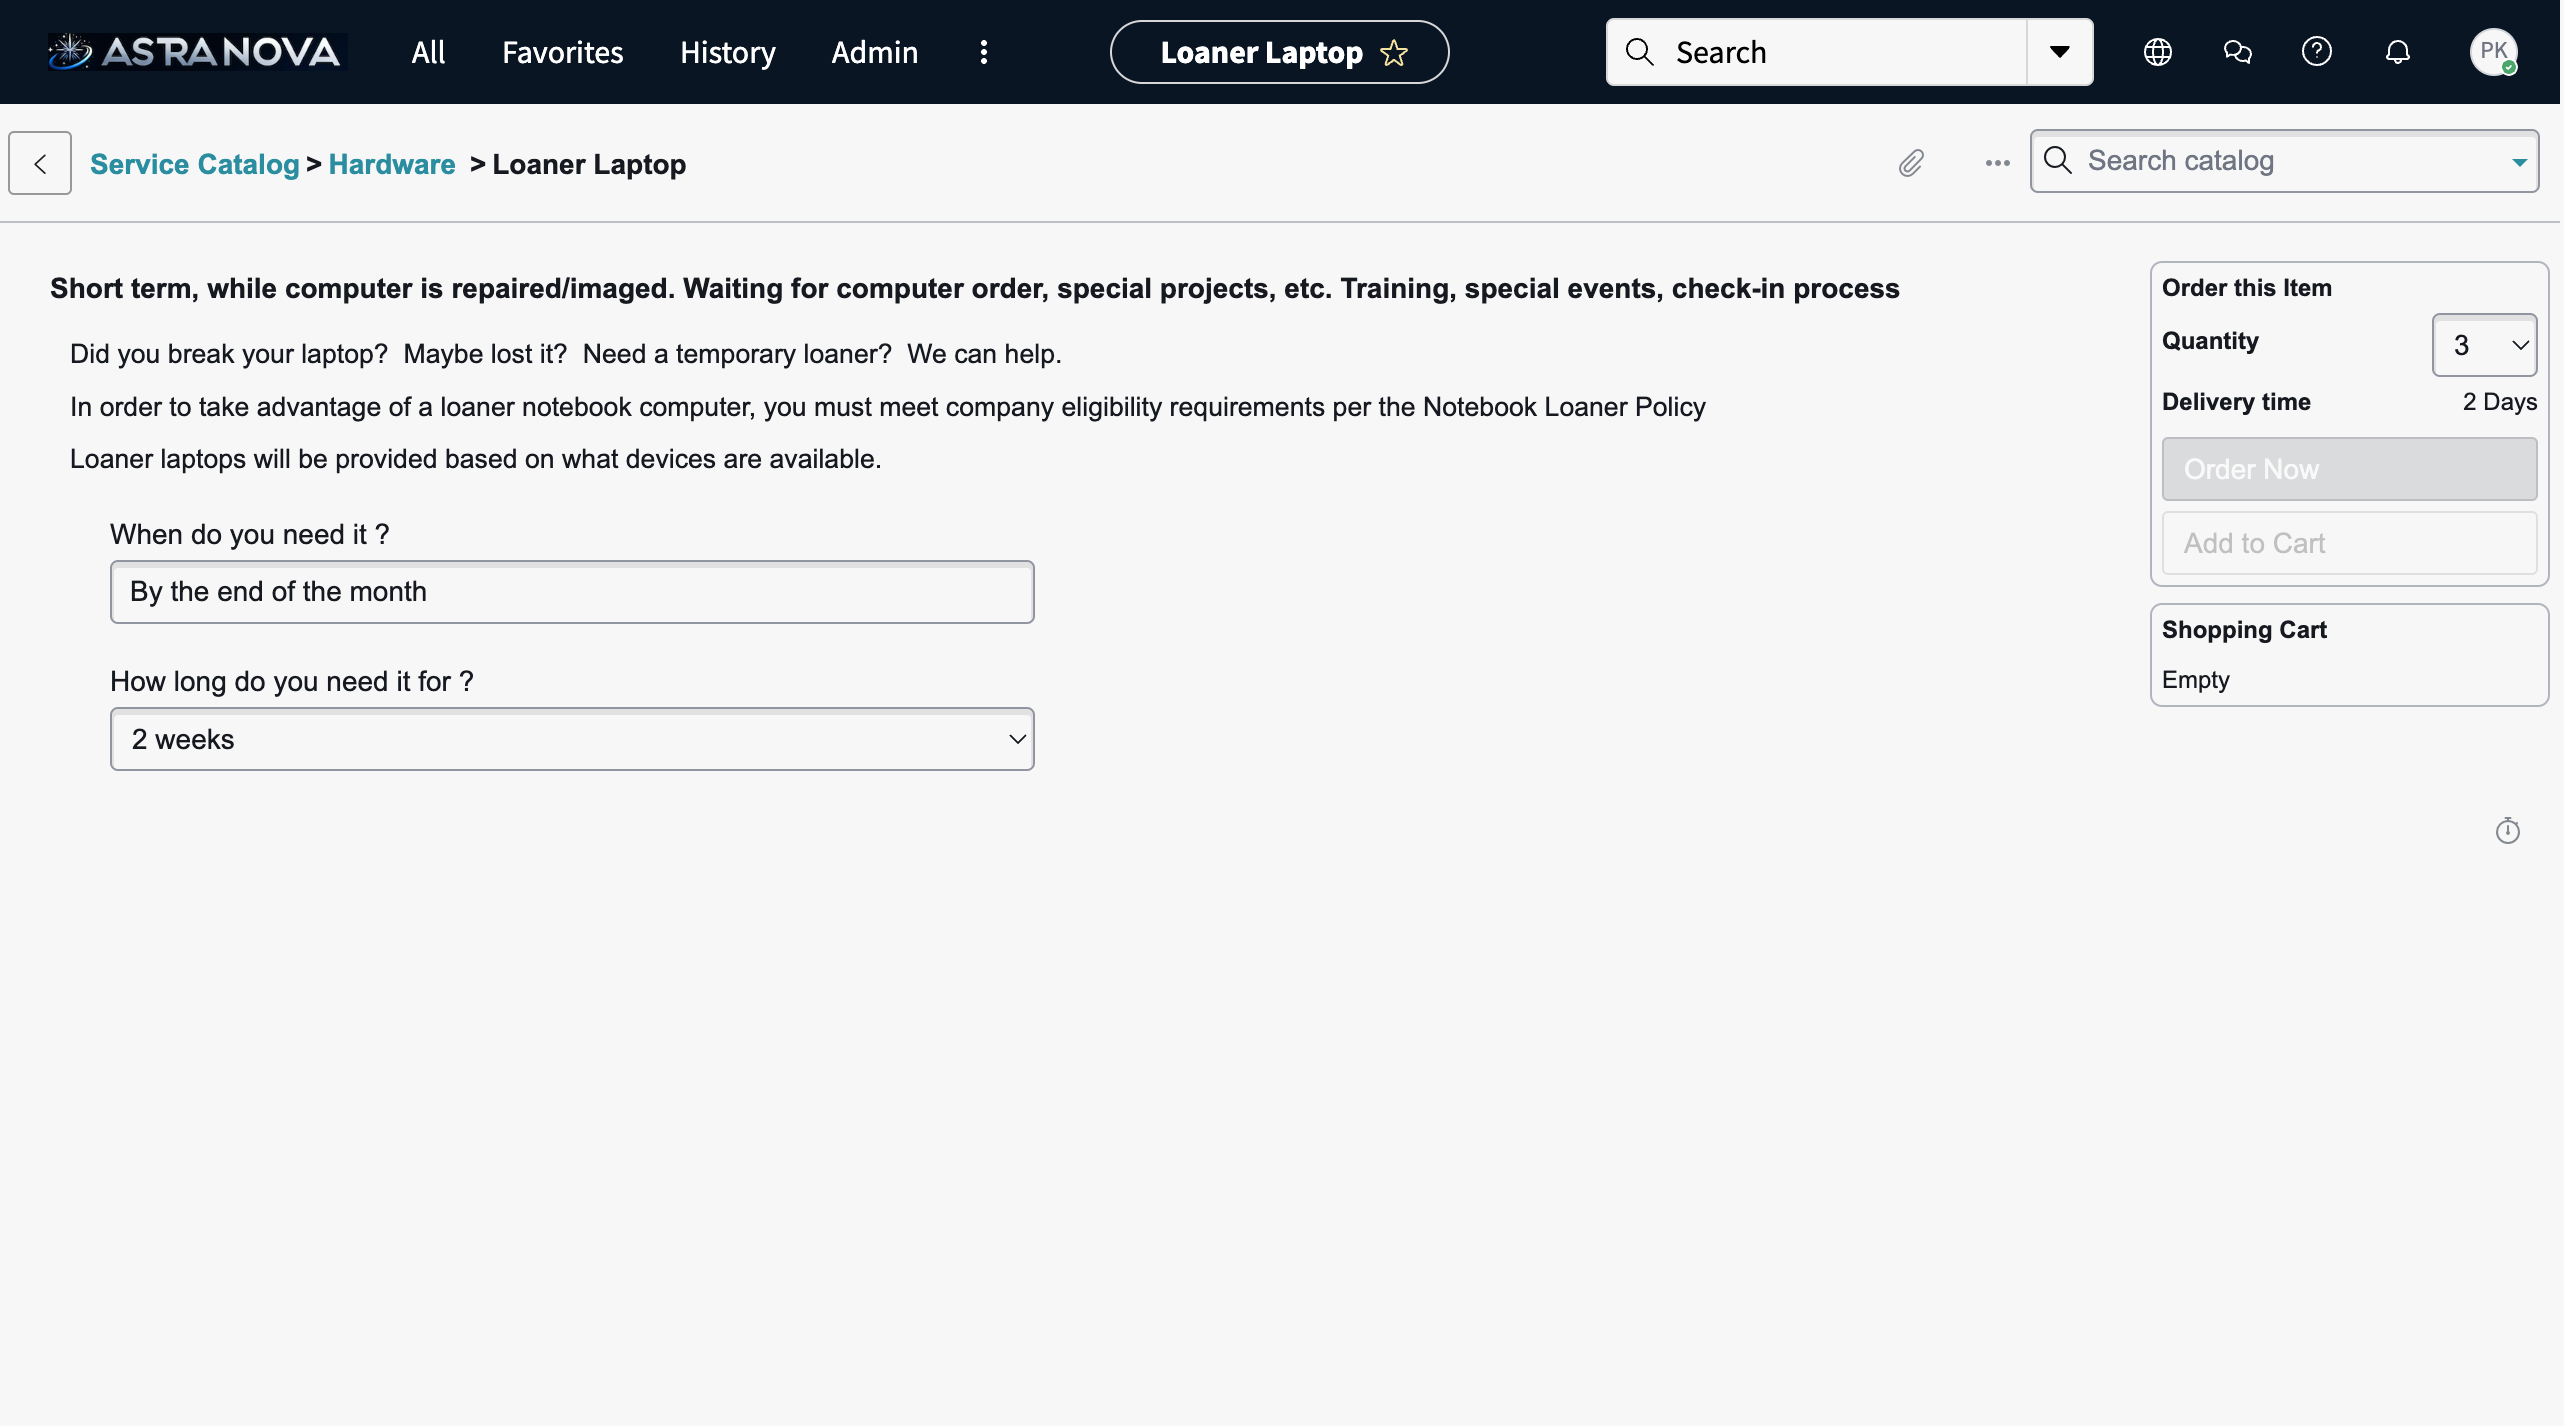 ASTRANOVA
All Favorites History Admin
Loaner Laptop
Search
PK
Service Catalog > Hardware > Loaner Laptop
Search catalog
Short term, while computer is repaired/imaged. Waiting for computer order, special projects, etc. Training, special events, check-in process
Did you break your laptop?  Maybe lost it?  Need a temporary loaner?  We can help.
In order to take advantage of a loaner notebook computer, you must meet company eligibility requirements per the Notebook Loaner Policy
Loaner laptops will be provided based on what devices are available.
When do you need it ?
By the end of the month
How long do you need it for ?
2 weeks
Order this Item
Quantity 3
Delivery time 2 Days
Order Now
Add to Cart
Shopping Cart
Empty